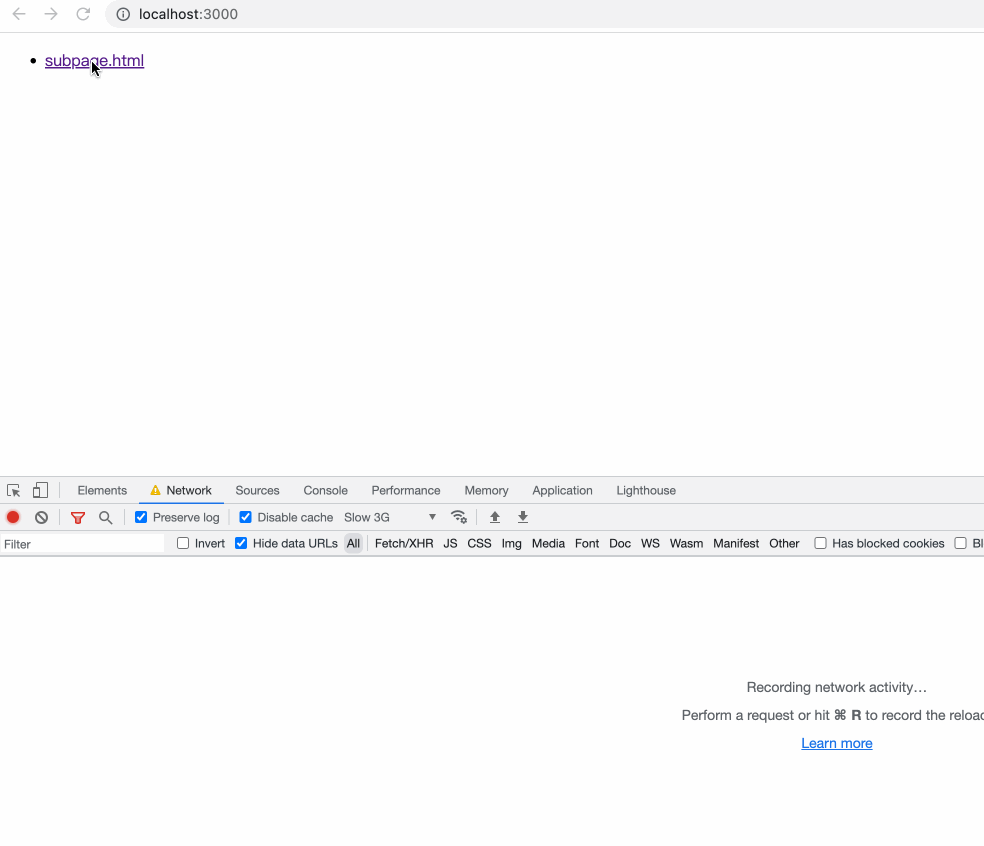 localhost:3000
subpage.html
Elements Network Sources Console Performance Memory Application Lighthouse
Preserve log Disable cache Slow 3G
Filter Invert Hide data URLs All Fetch/XHR JS CSS Img Media Font Doc WS Wasm Manifest Other Has blocked cookies Bl
Recording network activity…
Perform a request or hit ⌘ R to record the reload
Learn more